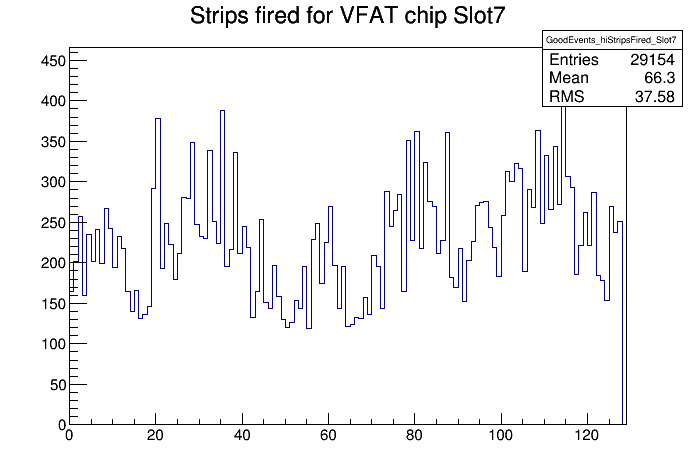 Strips fired for VFAT chip Slot7
GoodEvents_hiStripsFired_Slot7
Entries 29154
Mean 66.3
RMS 37.58
450
400
350
300
250
200
150
100
50
0
0 20 40 60 80 100 120